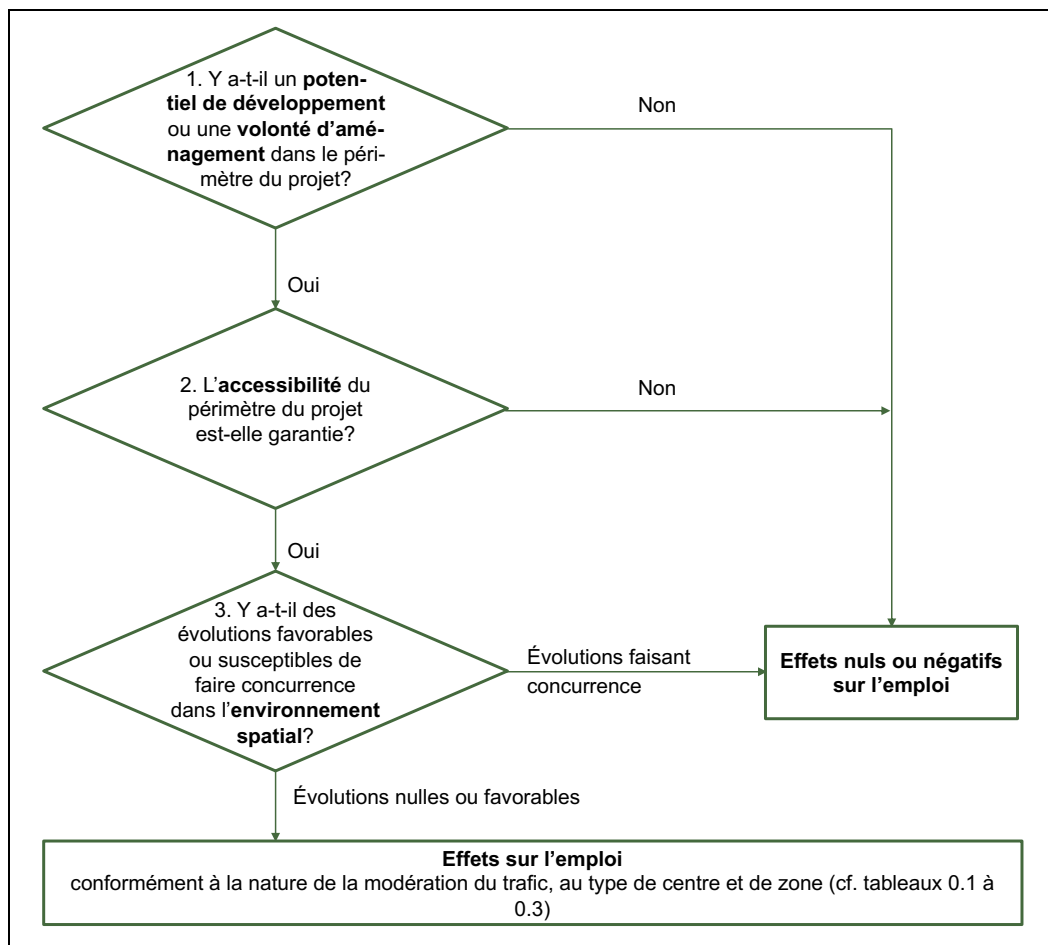 1. Y a-t-il un poten-
tiel de développement
ou une volonté d'amé-
nagement dans le péri-
mètre du projet?
Non
Oui
2. L'accessibilité du
périmètre du projet
est-elle garantie?
Non
Oui
3. Y a-t-il des
évolutions favorables
ou susceptibles de
faire concurrence
dans l'environnement
spatial?
Évolutions faisant
concurrence
Effets nuls ou négatifs
sur l'emploi
Évolutions nulles ou favorables
Effets sur l'emploi
conformément à la nature de la modération du trafic, au type de centre et de zone (cf. tableaux 0.1 à
0.3)